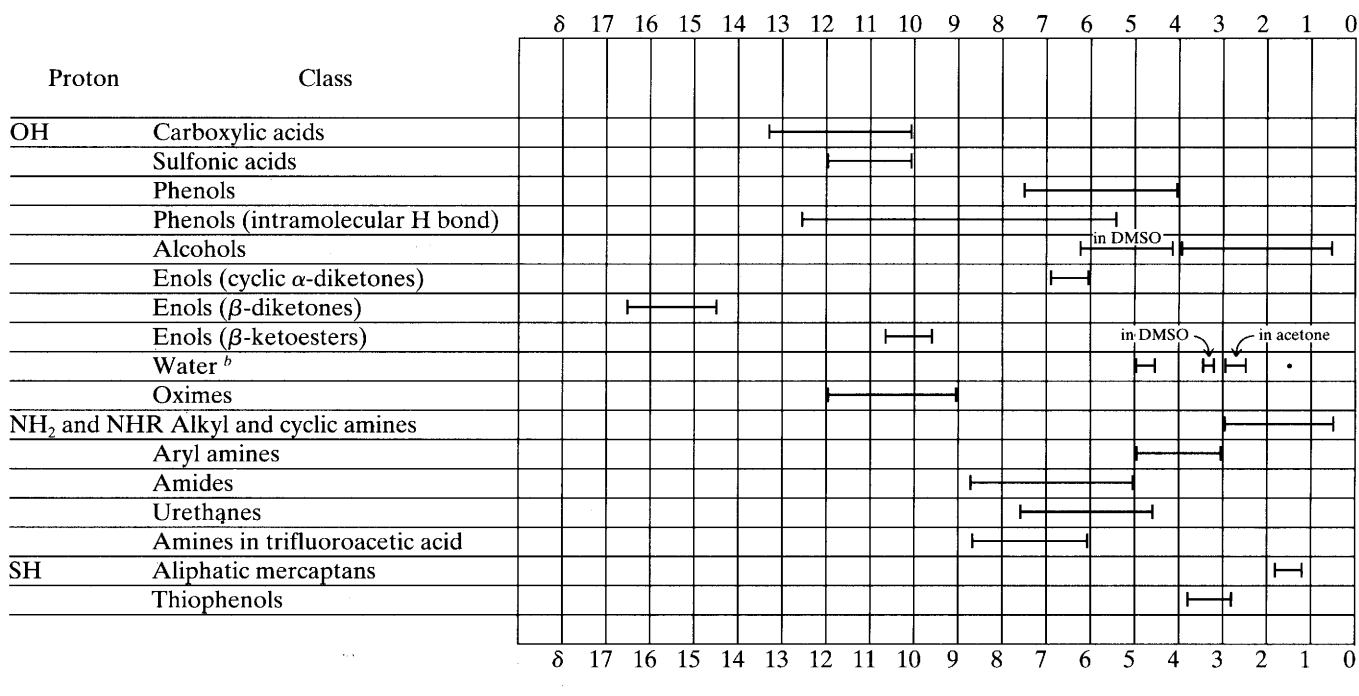 δ 17 16 15 14 13 12 11 10 9 8 7 6 5 4 3 2 1 0
Proton Class
OH Carboxylic acids
Sulfonic acids
Phenols
Phenols (intramolecular H bond)
Alcohols in DMSO
Enols (cyclic α-diketones)
Enols (β-diketones)
Enols (β-ketoesters)
Water b in DMSO in acetone
Oximes
NH₂ and NHR Alkyl and cyclic amines
Aryl amines
Amides
Urethanes
Amines in trifluoroacetic acid
SH Aliphatic mercaptans
Thiophenols
δ 17 16 15 14 13 12 11 10 9 8 7 6 5 4 3 2 1 0